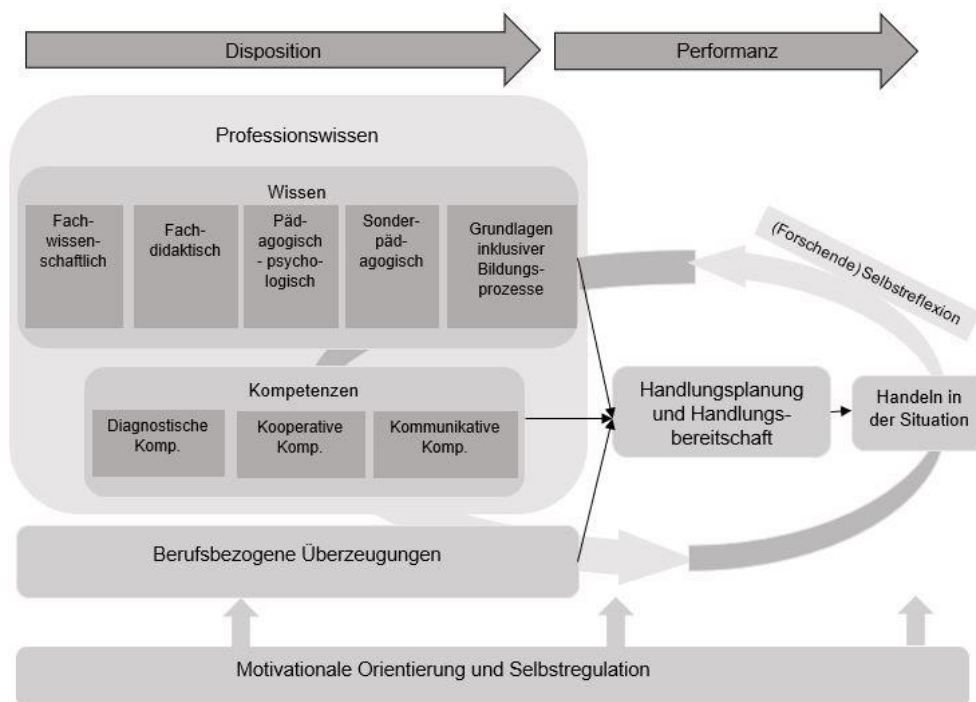 Disposition
Performanz
Professionswissen
Wissen
Fach-
wissen-
schaftlich
Fach-
didaktisch
Päd-
agogisch
- psycho-
logisch
Sonder-
päd-
agogisch
Grundlagen
inklusiver
Bildungs-
prozesse
(Forschende) Selbstreflexion
Kompetenzen
Diagnostische
Komp.
Kooperative
Komp.
Kommunikative
Komp.
Handlungsplanung
und Handlungs-
bereitschaft
Handeln in
der Situation
Berufsbezogene Überzeugungen
Motivationale Orientierung und Selbstregulation